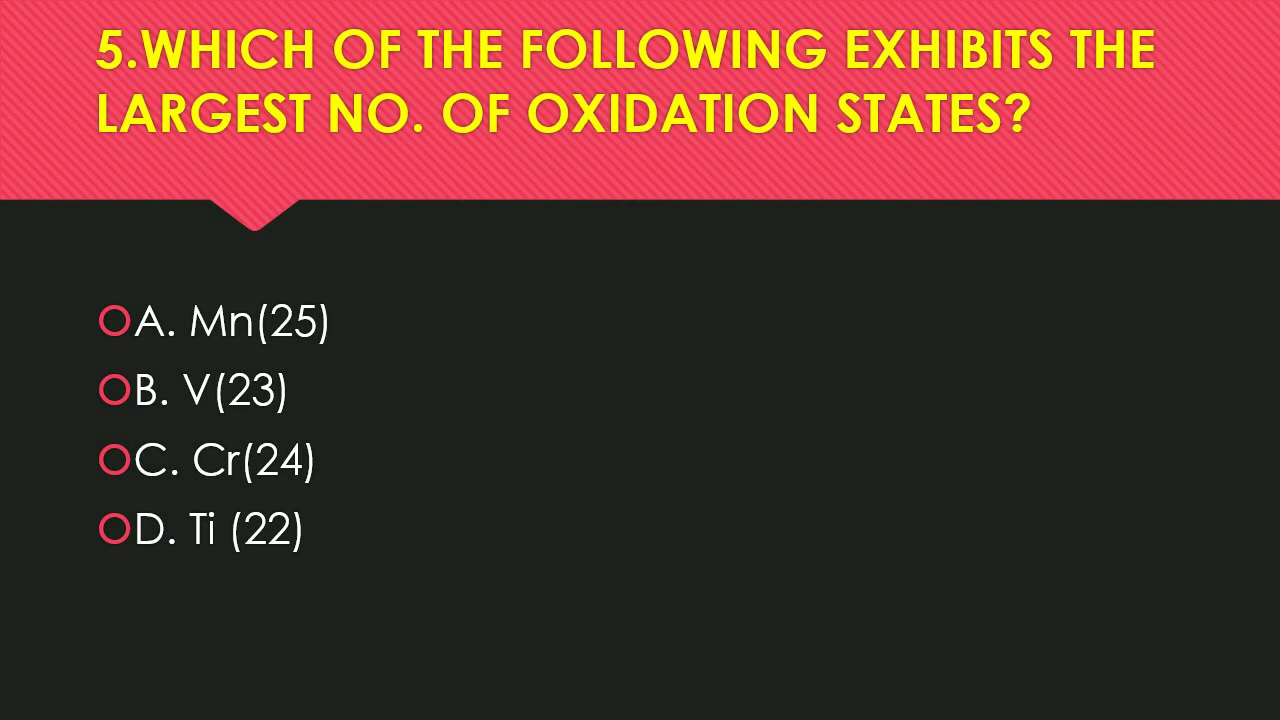 5.WHICH OF THE FOLLOWING EXHIBITS THE
LARGEST NO. OF OXIDATION STATES?
A. Mn(25)
B. V(23)
C. Cr(24)
D. Ti (22)